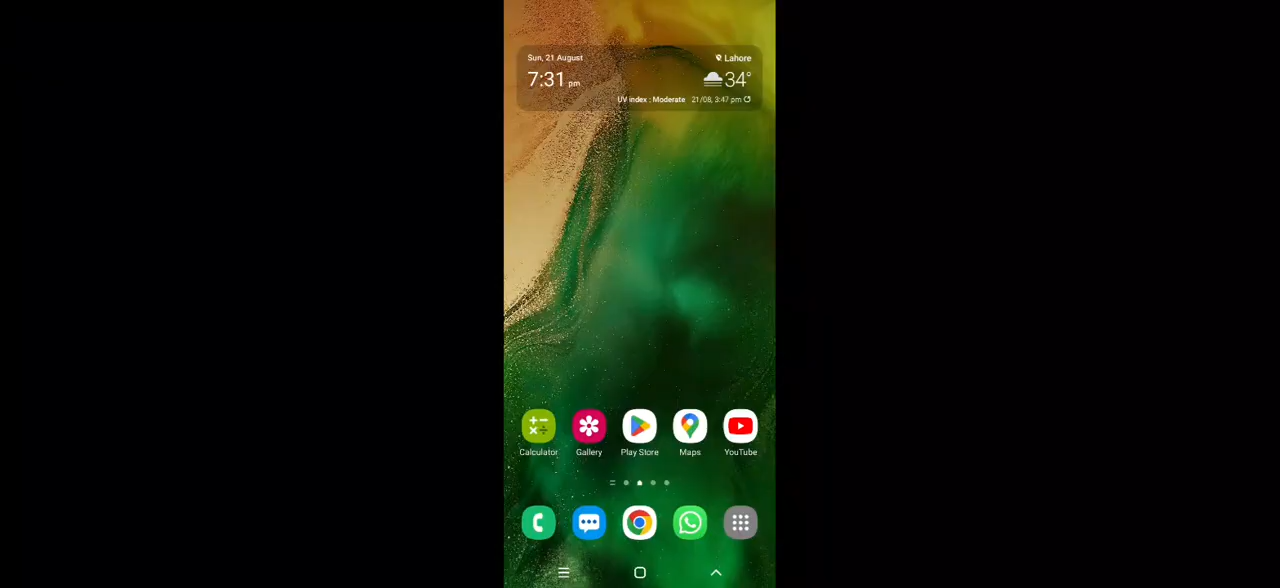 Sun, 21 August
Lahore
7:31 pm
34°
UV index : Moderate 21/08, 3:47 pm
Calculator
Gallery
Play Store
Maps
YouTube